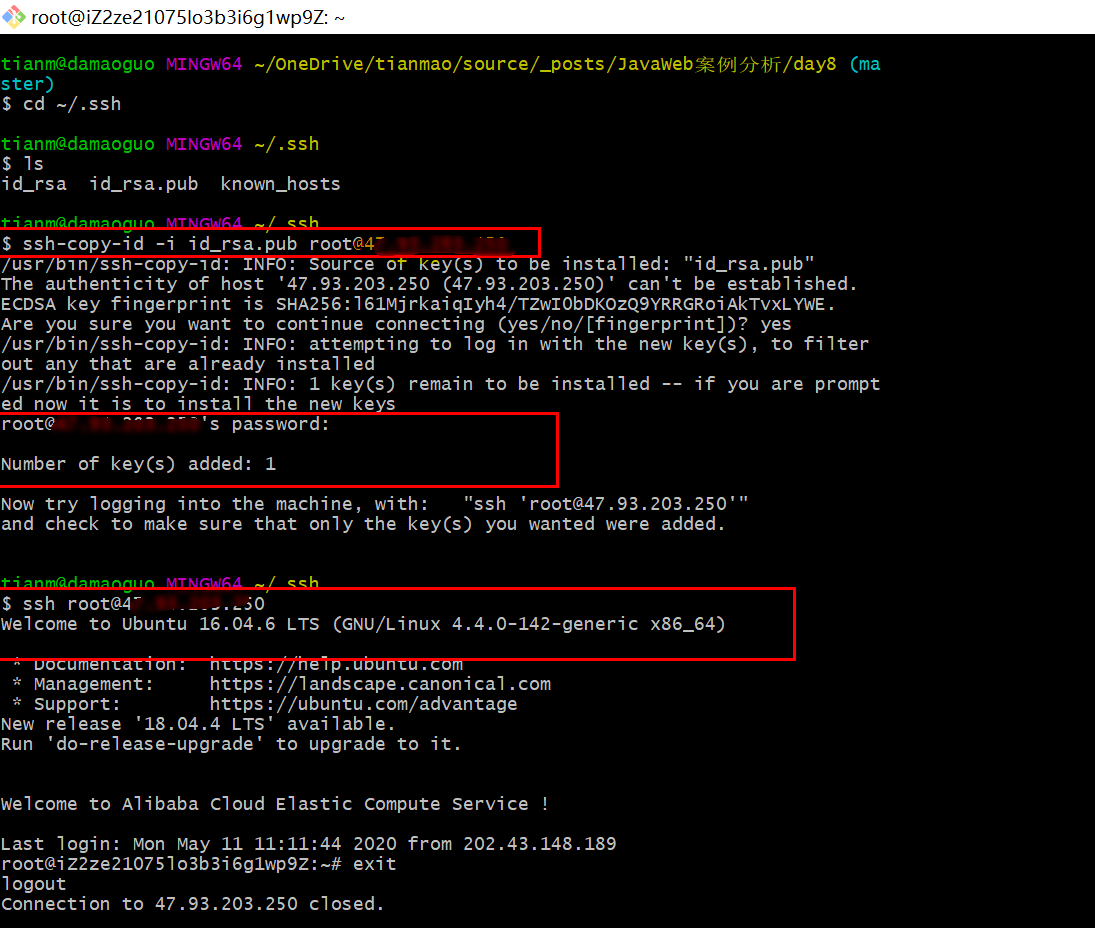 root@iZ2ze21075lo3b3i6g1wp9Z: ~
tianm@damaoguo MINGW64 ~/OneDrive/tianmao/source/_posts/JavaWeb案例分析/day8 (ma
ster)
$ cd ~/.ssh
tianm@damaoguo MINGW64 ~/.ssh
$ ls
id_rsa  id_rsa.pub  known_hosts
tianm@damaoguo MINGW64 ~/.ssh
$ ssh-copy-id -i id_rsa.pub root@4
/usr/bin/ssh-copy-id: INFO: Source of key(s) to be installed: "id_rsa.pub"
The authenticity of host '47.93.203.250 (47.93.203.250)' can't be established.
ECDSA key fingerprint is SHA256:l61MjrkaiqIyh4/TZwI0bDKOzQ9YRRGRoiAkTvxLYWE.
Are you sure you want to continue connecting (yes/no/[fingerprint])? yes
/usr/bin/ssh-copy-id: INFO: attempting to log in with the new key(s), to filter
out any that are already installed
/usr/bin/ssh-copy-id: INFO: 1 key(s) remain to be installed -- if you are prompt
ed now it is to install the new keys
root@ 's password:
Number of key(s) added: 1
Now try logging into the machine, with:   "ssh 'root@47.93.203.250'"
and check to make sure that only the key(s) you wanted were added.
tianm@damaoguo MINGW64 ~/.ssh
$ ssh root@4 .250
Welcome to Ubuntu 16.04.6 LTS (GNU/Linux 4.4.0-142-generic x86_64)
* Documentation:  https://help.ubuntu.com
* Management:     https://landscape.canonical.com
* Support:        https://ubuntu.com/advantage
New release '18.04.4 LTS' available.
Run 'do-release-upgrade' to upgrade to it.
Welcome to Alibaba Cloud Elastic Compute Service !
Last login: Mon May 11 11:11:44 2020 from 202.43.148.189
root@iZ2ze21075lo3b3i6g1wp9Z:~# exit
logout
Connection to 47.93.203.250 closed.